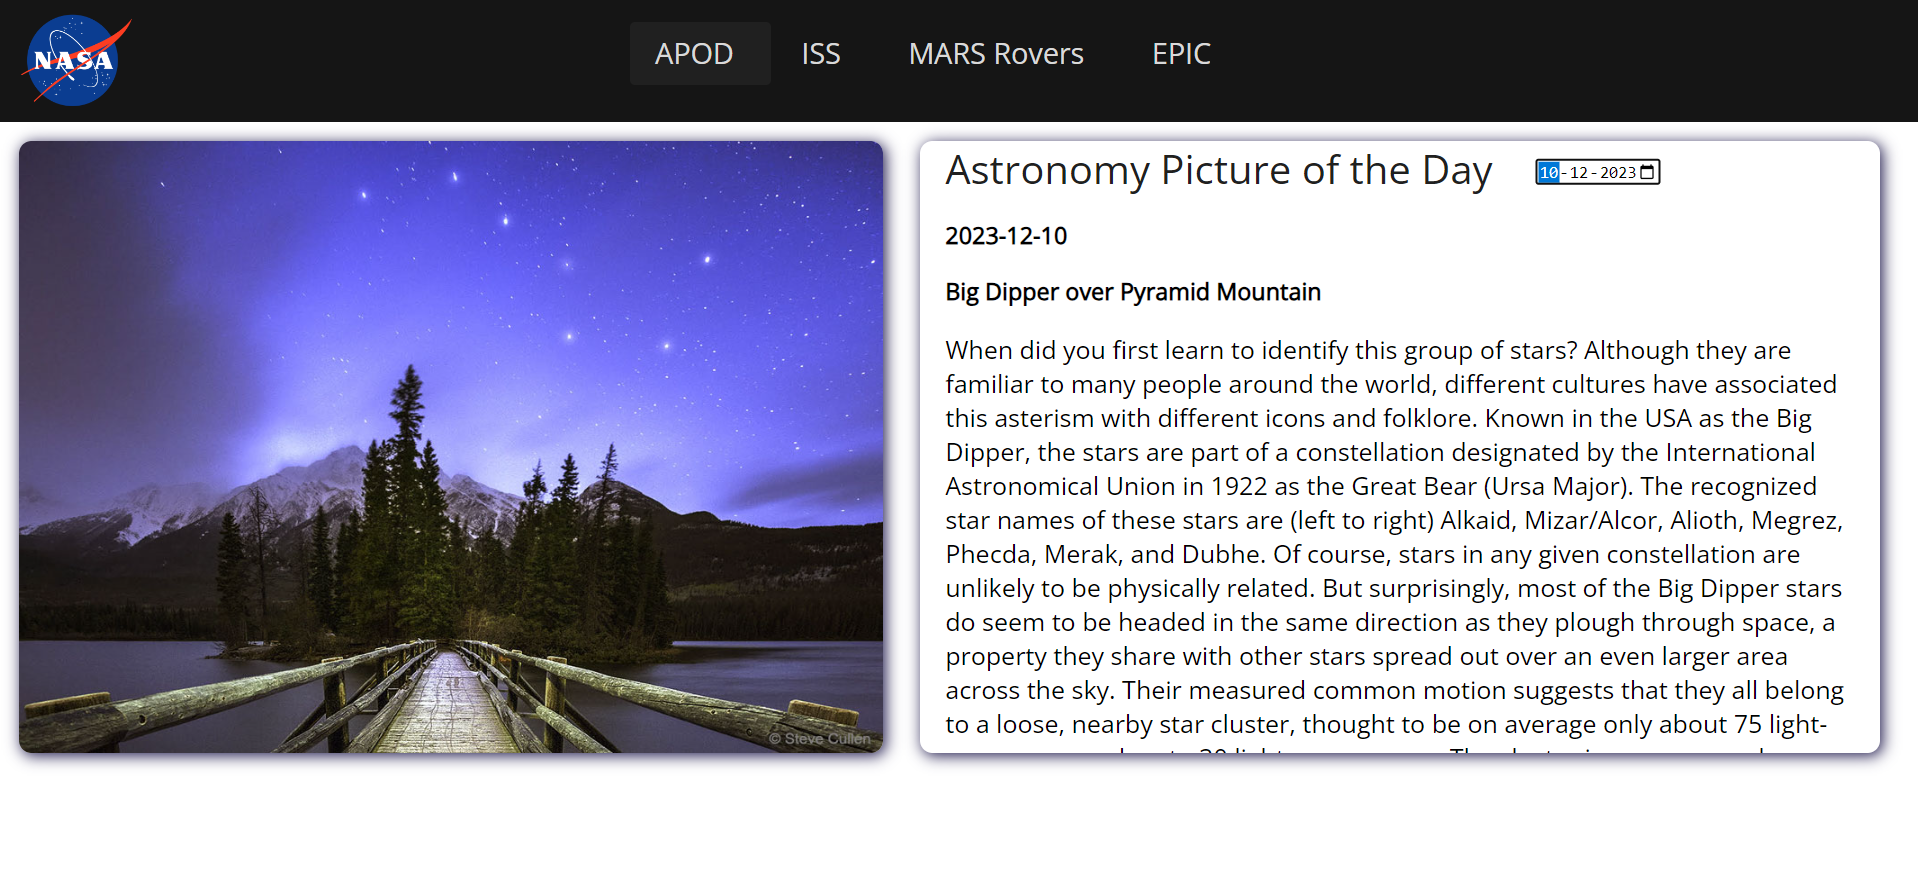 NASA
APOD
ISS
MARS Rovers
EPIC
© Steve Cullen
Astronomy Picture of the Day
10-12-2023
2023-12-10
Big Dipper over Pyramid Mountain
When did you first learn to identify this group of stars? Although they are
familiar to many people around the world, different cultures have associated
this asterism with different icons and folklore. Known in the USA as the Big
Dipper, the stars are part of a constellation designated by the International
Astronomical Union in 1922 as the Great Bear (Ursa Major). The recognized
star names of these stars are (left to right) Alkaid, Mizar/Alcor, Alioth, Megrez,
Phecda, Merak, and Dubhe. Of course, stars in any given constellation are
unlikely to be physically related. But surprisingly, most of the Big Dipper stars
do seem to be headed in the same direction as they plough through space, a
property they share with other stars spread out over an even larger area
across the sky. Their measured common motion suggests that they all belong
to a loose, nearby star cluster, thought to be on average only about 75 light-